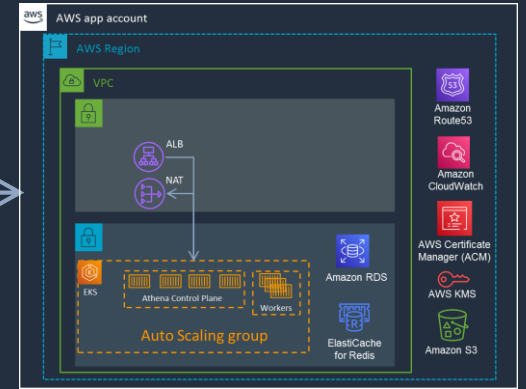 aws
AWS app account
AWS Region
VPC
ALB
NAT
EKS
Athena Control Plane
Workers
Auto Scaling group
Amazon RDS
R
ElastiCache
for Redis
53
Amazon
Route53
Amazon
CloudWatch
AWS Certificate
Manager (ACM)
AWS KMS
Amazon S3